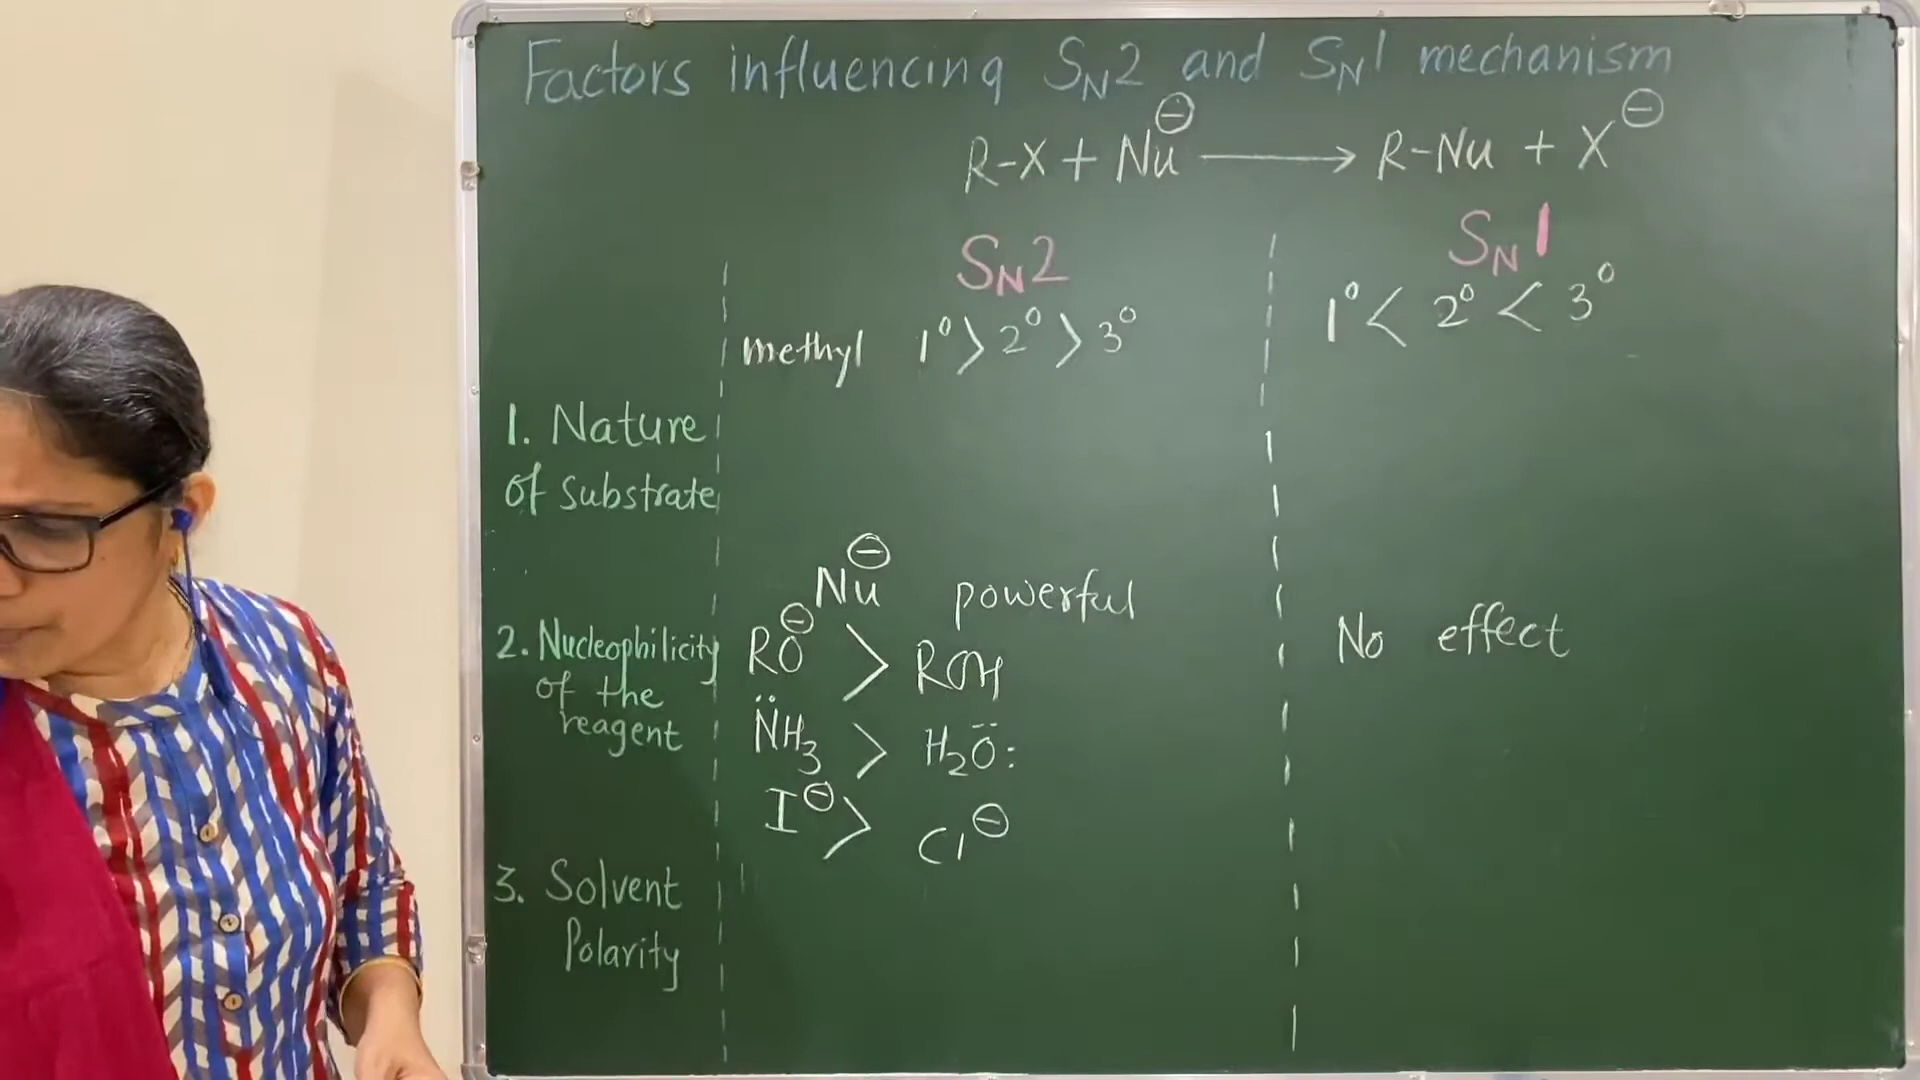 Factors influencing SN2 and SN1 mechanism
R-X + Nu⊖ ⟶ R-Nu + X⊖
SN2
SN1
methyl 1° > 2° > 3°
1° < 2° < 3°
1. Nature
of substrate
Nu⊖ powerful
2. Nucleophilicity
of the
reagent
RO⊖ > ROH
N̈H3 > H2Ö:
I⊖ > Cl⊖
No effect
3. Solvent
Polarity